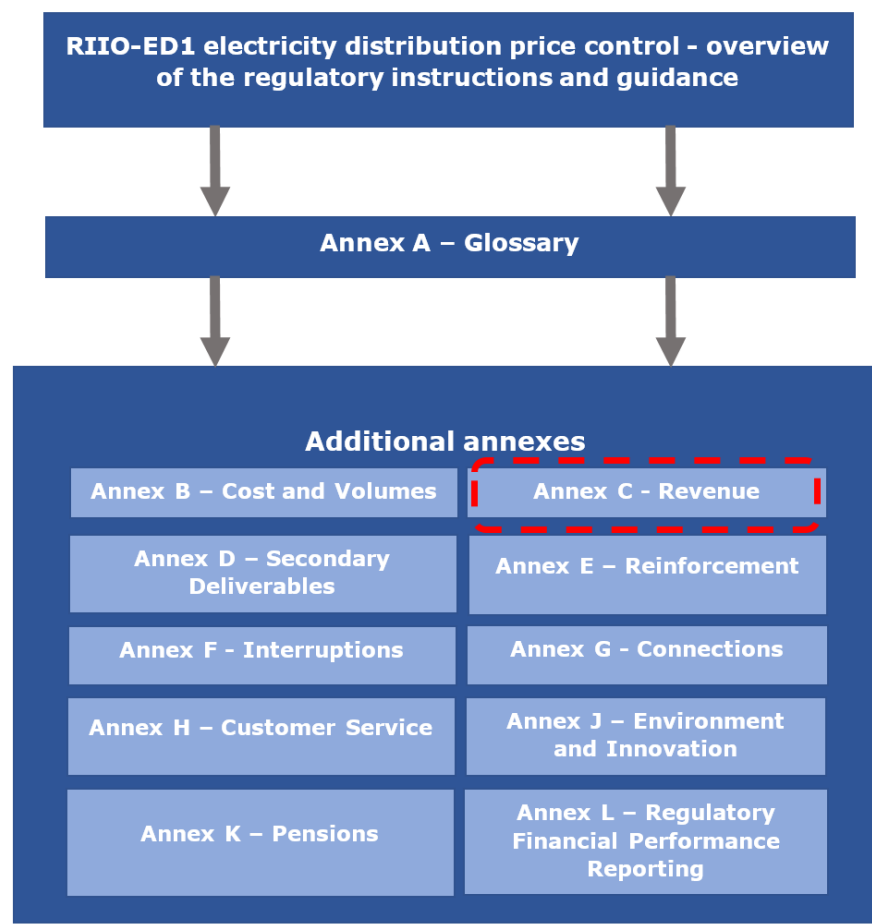 RIIO-ED1 electricity distribution price control - overview
of the regulatory instructions and guidance
Annex A – Glossary
Additional annexes
Annex B – Cost and Volumes
Annex C - Revenue
Annex D – Secondary
Deliverables
Annex E – Reinforcement
Annex F - Interruptions
Annex G - Connections
Annex H – Customer Service
Annex J – Environment
and Innovation
Annex K – Pensions
Annex L – Regulatory
Financial Performance
Reporting